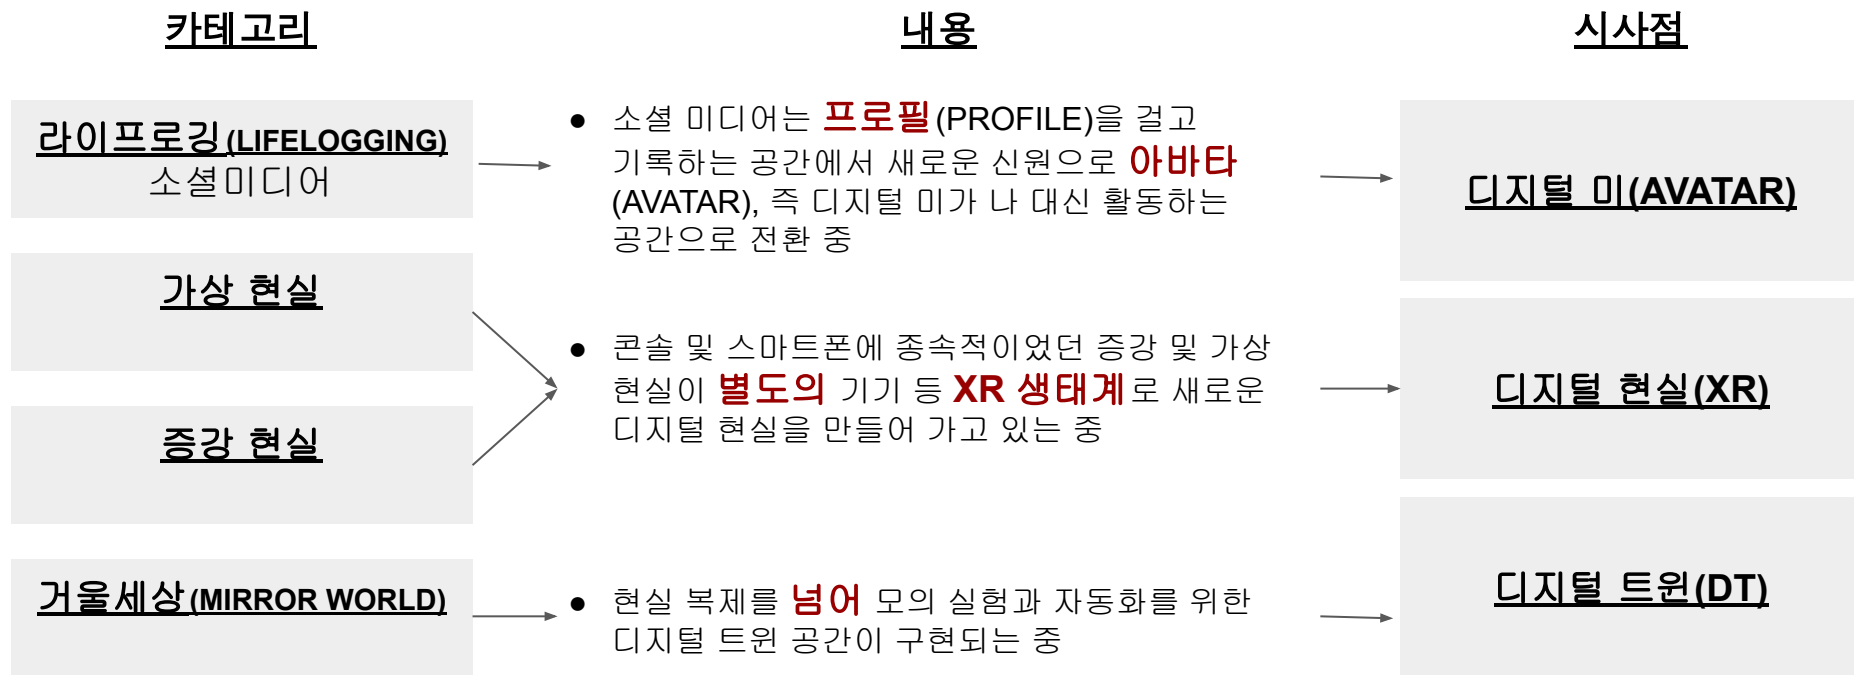 카테고리
내용
시사점
라이프로깅(LIFELOGGING)
소셜미디어
● 소셜 미디어는 프로필(PROFILE)을 걸고
기록하는 공간에서 새로운 신원으로 아바타
(AVATAR), 즉 디지털 미가 나 대신 활동하는
공간으로 전환 중
디지털 미(AVATAR)
가상 현실
증강 현실
● 콘솔 및 스마트폰에 종속적이었던 증강 및 가상
현실이 별도의 기기 등 XR 생태계로 새로운
디지털 현실을 만들어 가고 있는 중
디지털 현실(XR)
거울세상(MIRROR WORLD)
● 현실 복제를 넘어 모의 실험과 자동화를 위한
디지털 트윈 공간이 구현되는 중
디지털 트윈(DT)